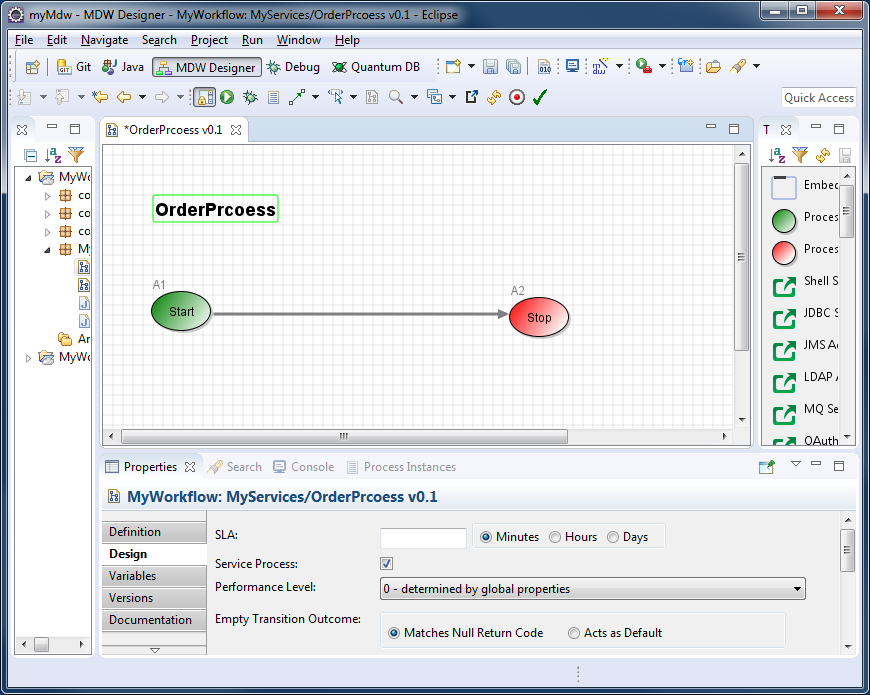 myMdw - MDW Designer - MyWorkflow: MyServices/OrderPrcoess v0.1 - Eclipse
File Edit Navigate Search Project Run Window Help
Git Java MDW Designer Debug Quantum DB
Quick Access
*OrderPrcoess v0.1
T
MyWo
co
co
co
My
Ar
MyWo
OrderPrcoess
A1
Start
A2
Stop
Embec
Proces
Proces
Shell S
JDBC S
JMS Ac
LDAP A
MQ Se
OAuth
Properties Search Console Process Instances
MyWorkflow: MyServices/OrderPrcoess v0.1
Definition
Design
Variables
Versions
Documentation
SLA: Minutes Hours Days
Service Process:
Performance Level: 0 - determined by global properties
Empty Transition Outcome: Matches Null Return Code Acts as Default